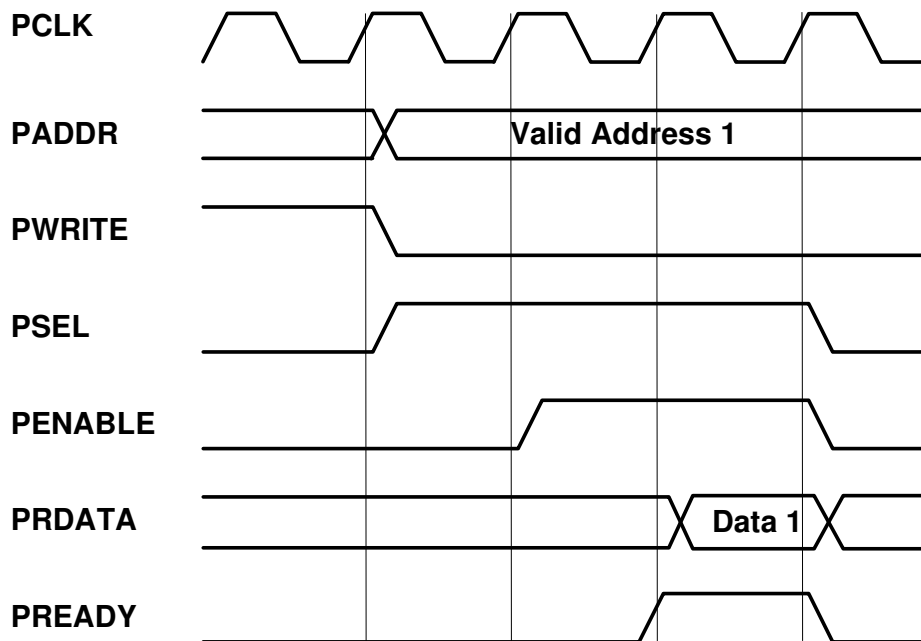 PCLK
PADDR
Valid Address 1
PWRITE
PSEL
PENABLE
PRDATA
Data 1
PREADY